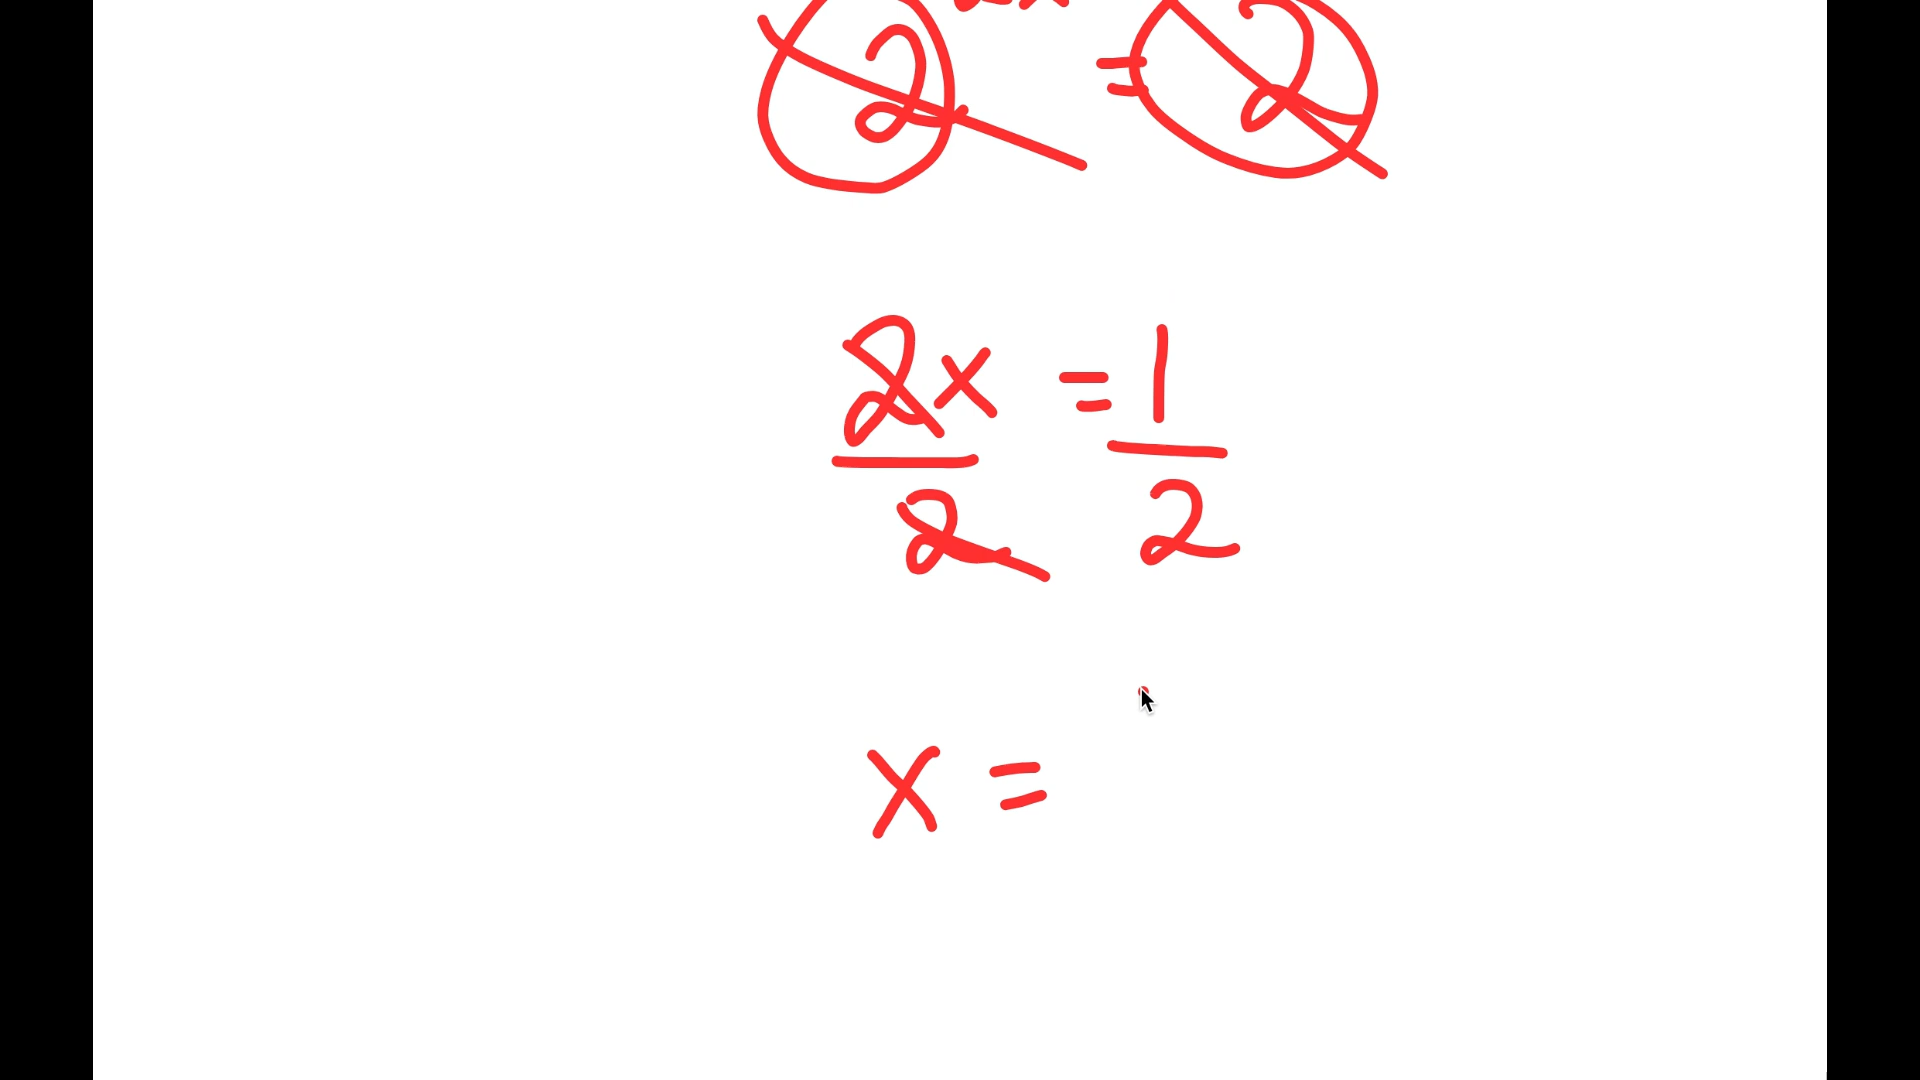 2 = 2
2x = 1
2 2
x =